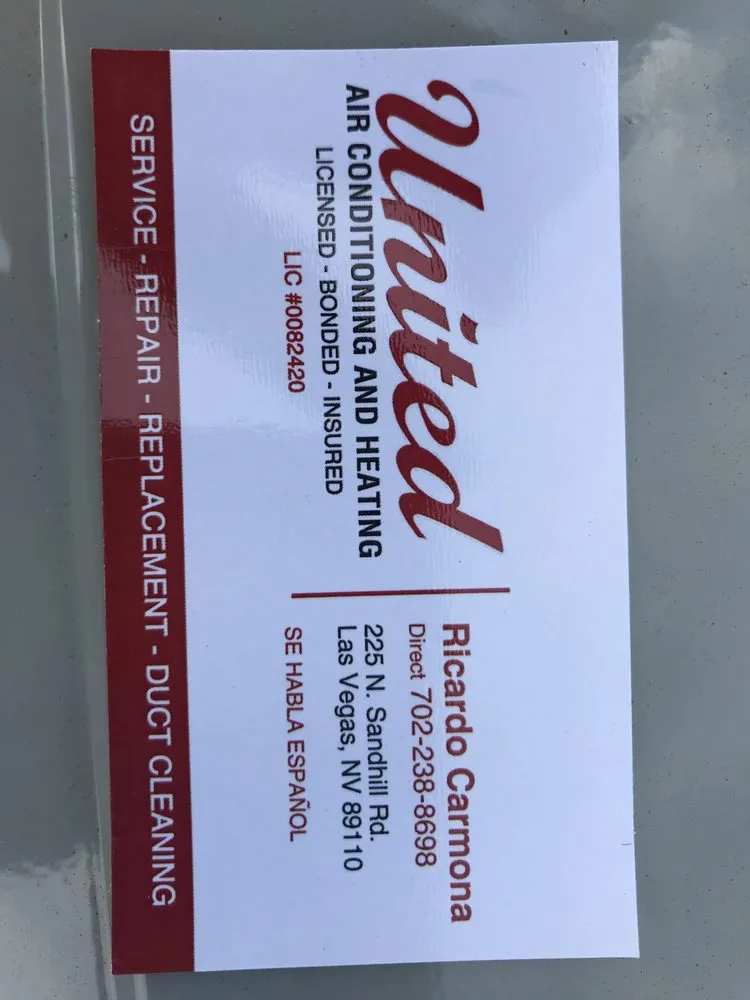 United
AIR CONDITIONING AND HEATING
LICENSED - BONDED - INSURED
LIC #0082420
Ricardo Carmona
Direct 702-238-8698
225 N. Sandhill Rd.
Las Vegas, NV 89110
SE HABLA ESPAÑOL
SERVICE - REPAIR - REPLACEMENT - DUCT CLEANING